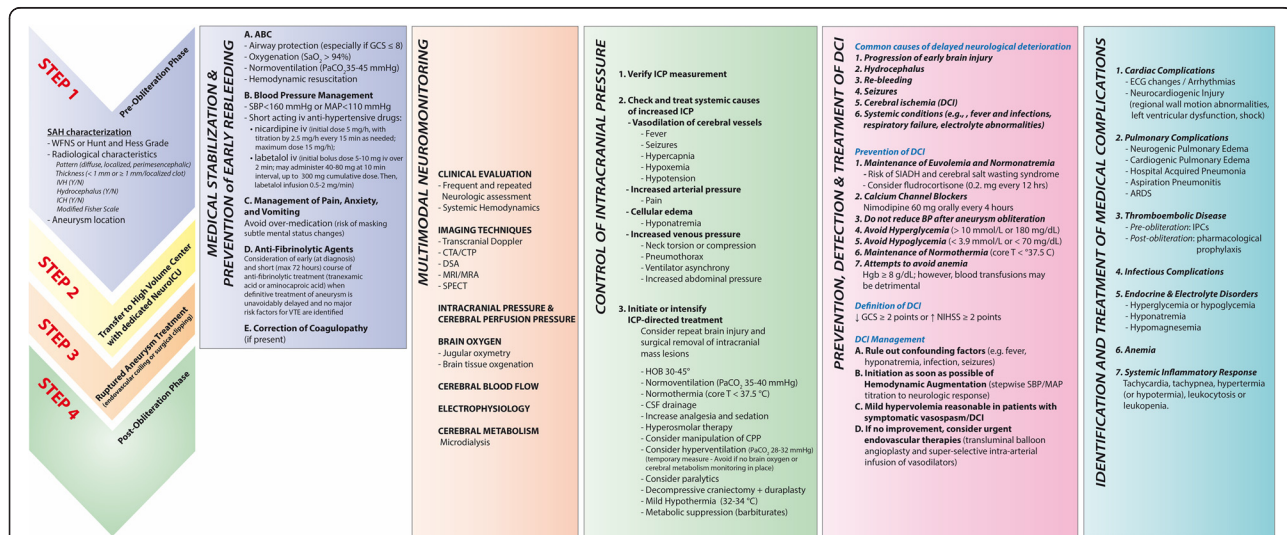 STEP 1
Pre-Obliteration Phase
SAH characterization
- WFNS or Hunt and Hess Grade
- Radiological characteristics
Pattern (diffuse, localized, perimesencephalic)
Thickness (< 1 mm or ≥ 1 mm/localized clot)
IVH (Y/N)
Hydrocephalus (Y/N)
ICH (Y/N)
Modified Fisher Scale
- Aneurysm location
STEP 2
Transfer to High Volume Center
with dedicated NeuroICU
STEP 3
Ruptured Aneurysm Treatment
(endovascular coiling or surgical clipping)
STEP 4
Post-Obliteration Phase
MEDICAL STABILIZATION &
PREVENTION OF EARLY REBLEEDING
A. ABC
- Airway protection (especially if GCS ≤ 8)
- Oxygenation (SaO2 > 94%)
- Normoventilation (PaCO2 35-45 mmHg)
- Hemodynamic resuscitation
B. Blood Pressure Management
- SBP<160 mmHg or MAP<110 mmHg
- Short acting iv anti-hypertensive drugs:
• nicardipine iv (initial dose 5 mg/h, with
titration by 2.5 mg/h every 15 min as needed;
maximum dose 15 mg/h);
• labetalol iv (initial bolus dose 5-10 mg iv over
2 min; may administer 40-80 mg at 10 min
interval, up to 300 mg cumulative dose. Then,
labetalol infusion 0.5-2 mg/min)
C. Management of Pain, Anxiety,
and Vomiting
Avoid over-medication (risk of masking
subtle mental status changes)
D. Anti-Fibrinolytic Agents
Consideration of early (at diagnosis) and
and short (max 72 hours) course of
anti-fibrinolytic treatment (tranexamic
acid or aminocaproic acid) when
definitive treatment of aneurysm is
unavoidably delayed and no major
risk factors for VTE are identified
E. Correction of Coagulopathy
(if present)
MULTIMODAL NEUROMONITORING
CLINICAL EVALUATION
- Frequent and repeated
Neurologic assessment
- Systemic Hemodynamics
IMAGING TECHNIQUES
- Transcranial Doppler
- CTA/CTP
- DSA
- MRI/MRA
- SPECT
INTRACRANIAL PRESSURE &
CEREBRAL PERFUSION PRESSURE
BRAIN OXYGEN
- Jugular oxymetry
- Brain tissue oxgenation
CEREBRAL BLOOD FLOW
ELECTROPHYSIOLOGY
CEREBRAL METABOLISM
Microdialysis
CONTROL OF INTRACRANIAL PRESSURE
1. Verify ICP measurement
2. Check and treat systemic causes
of increased ICP
- Vasodilation of cerebral vessels
- Fever
- Seizures
- Hypercapnia
- Hypoxemia
- Hypotension
- Increased arterial pressure
- Pain
- Cellular edema
- Hyponatremia
- Increased venous pressure
- Neck torsion or compression
- Pneumothorax
- Ventilator asynchrony
- Increased abdominal pressure
3. Initiate or intensify
ICP-directed treatment
Consider repeat brain injury and
surgical removal of intracranial
mass lesions
- HOB 30-45°
- Normoventilation (PaCO2 35-40 mmHg)
- Normothermia (core T < 37.5 °C)
- CSF drainage
- Increase analgesia and sedation
- Hyperosmolar therapy
- Consider manipulation of CPP
- Consider hyperventilation (PaCO2 28-32 mmHg)
(temporary measure - Avoid if no brain oxygen or
cerebral metabolism monitoring in place)
- Consider paralytics
- Decompressive craniectomy + duraplasty
- Mild Hypothermia (32-34 °C)
- Metabolic suppression (barbiturates)
PREVENTION, DETECTION & TREATMENT OF DCI
Common causes of delayed neurological deterioration
1. Progression of early brain injury
2. Hydrocephalus
3. Re-bleeding
4. Seizures
5. Cerebral ischemia (DCI)
6. Systemic conditions (e.g., , fever and infections,
respiratory failure, electrolyte abnormalities)
Prevention of DCI
1. Maintenance of Euvolemia and Normonatremia
- Risk of SIADH and cerebral salt wasting syndrome
- Consider fludrocortisone (0.2. mg every 12 hrs)
2. Calcium Channel Blockers
Nimodipine 60 mg orally every 4 hours
3. Do not reduce BP after aneurysm obliteration
4. Avoid Hyperglycemia (> 10 mmol/L or 180 mg/dL)
5. Avoid Hypoglycemia (< 3.9 mmol/L or < 70 mg/dL)
6. Maintenance of Normothermia (core T < °37.5 C)
7. Attempts to avoid anemia
Hgb ≥ 8 g/dL; however, blood transfusions may
be detrimental
Definition of DCI
↓ GCS ≥ 2 points or ↑ NIHSS ≥ 2 points
DCI Management
A. Rule out confounding factors (e.g. fever,
hyponatremia, infection, seizures)
B. Initiation as soon as possible of
Hemodynamic Augmentation (stepwise SBP/MAP
titration to neurologic response)
C. Mild hypervolemia reasonable in patients with
symptomatic vasospasm/DCI
D. If no improvement, consider urgent
endovascular therapies (transluminal balloon
angioplasty and super-selective intra-arterial
infusion of vasodilators)
IDENTIFICATION AND TREATMENT OF MEDICAL COMPLICATIONS
1. Cardiac Complications
- ECG changes / Arrhythmias
- Neurocardiogenic Injury
(regional wall motion abnormalities,
left ventricular dysfunction, shock)
2. Pulmonary Complications
- Neurogenic Pulmonary Edema
- Cardiogenic Pulmonary Edema
- Hospital Acquired Pneumonia
- Aspiration Pneumonitis
- ARDS
3. Thromboembolic Disease
- Pre-obliteration: IPCs
- Post-obliteration: pharmacological
prophylaxis
4. Infectious Complications
5. Endocrine & Electrolyte Disorders
- Hyperglycemia or hypoglycemia
- Hyponatremia
- Hypomagnesemia
6. Anemia
7. Systemic Inflammatory Response
Tachycardia, tachypnea, hypertermia
(or hypotermia), leukocytosis or
leukopenia.